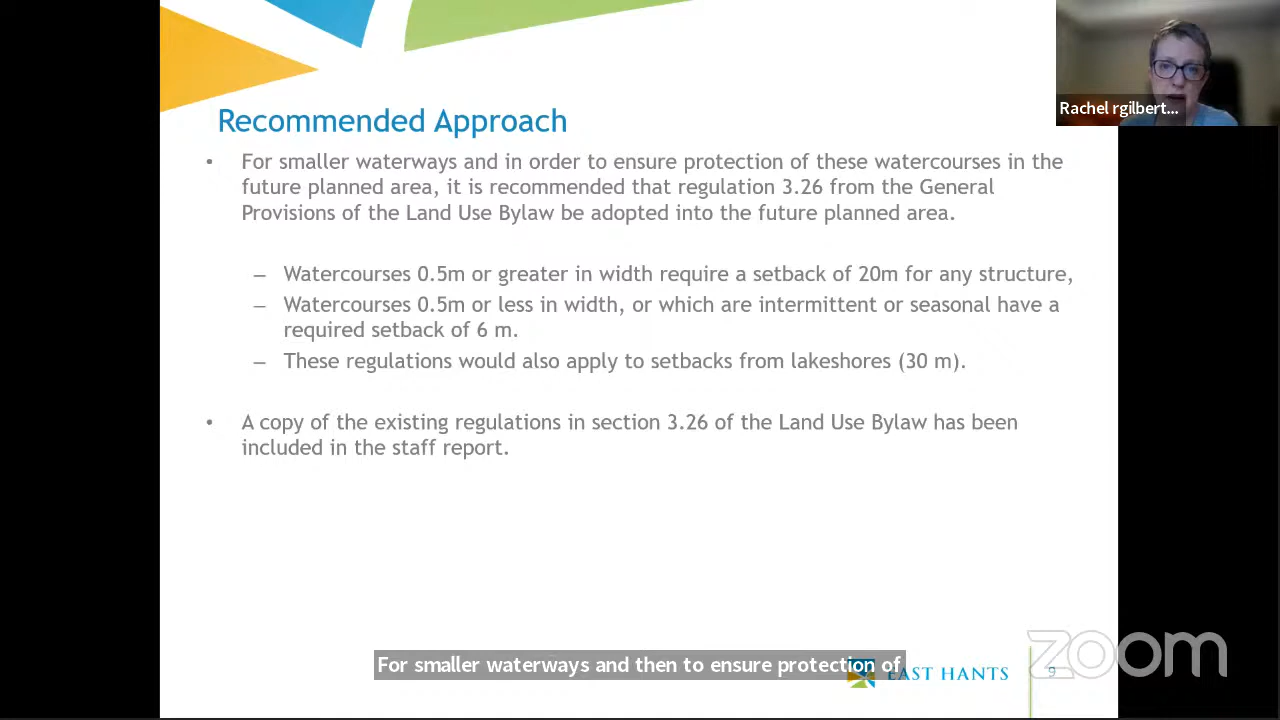 Recommended Approach
Rachel rgilbert...
• For smaller waterways and in order to ensure protection of these watercourses in the
future planned area, it is recommended that regulation 3.26 from the General
Provisions of the Land Use Bylaw be adopted into the future planned area.
– Watercourses 0.5m or greater in width require a setback of 20m for any structure,
– Watercourses 0.5m or less in width, or which are intermittent or seasonal have a
required setback of 6 m.
– These regulations would also apply to setbacks from lakeshores (30 m).
• A copy of the existing regulations in section 3.26 of the Land Use Bylaw has been
included in the staff report.
For smaller waterways and then to ensure protection of
EAST HANTS
9
zoom